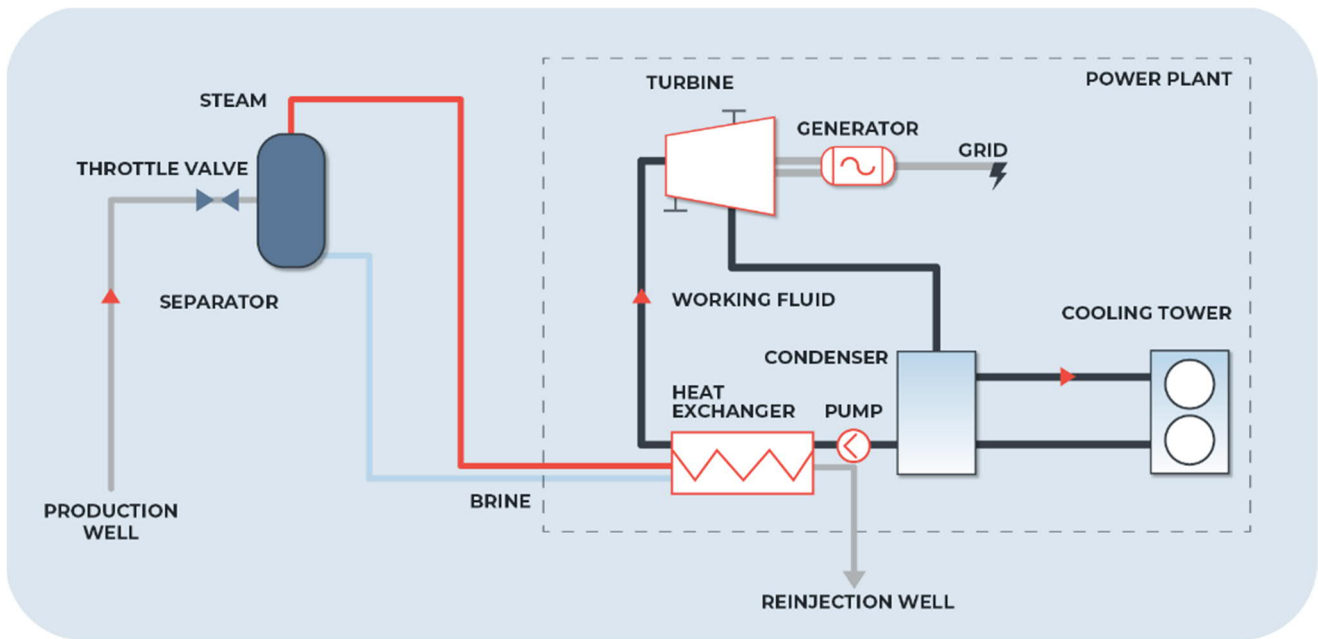 TURBINE
POWER PLANT
STEAM
GENERATOR
GRID
THROTTLE VALVE
SEPARATOR
WORKING FLUID
COOLING TOWER
CONDENSER
HEAT
EXCHANGER
PUMP
BRINE
PRODUCTION
WELL
REINJECTION WELL